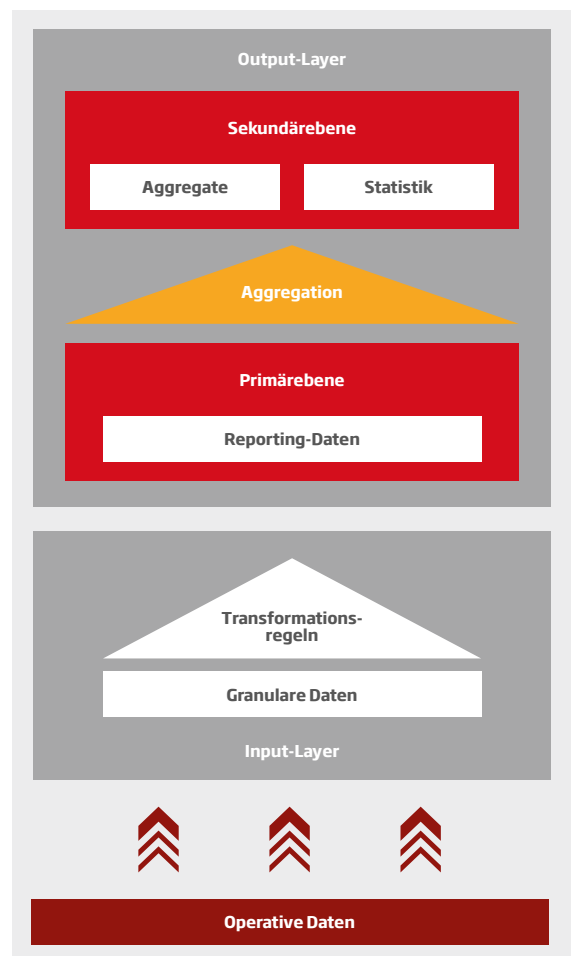 Output-Layer
Sekundärebene
Aggregate
Statistik
Aggregation
Primärebene
Reporting-Daten
Transformations-
regeln
Granulare Daten
Input-Layer
Operative Daten